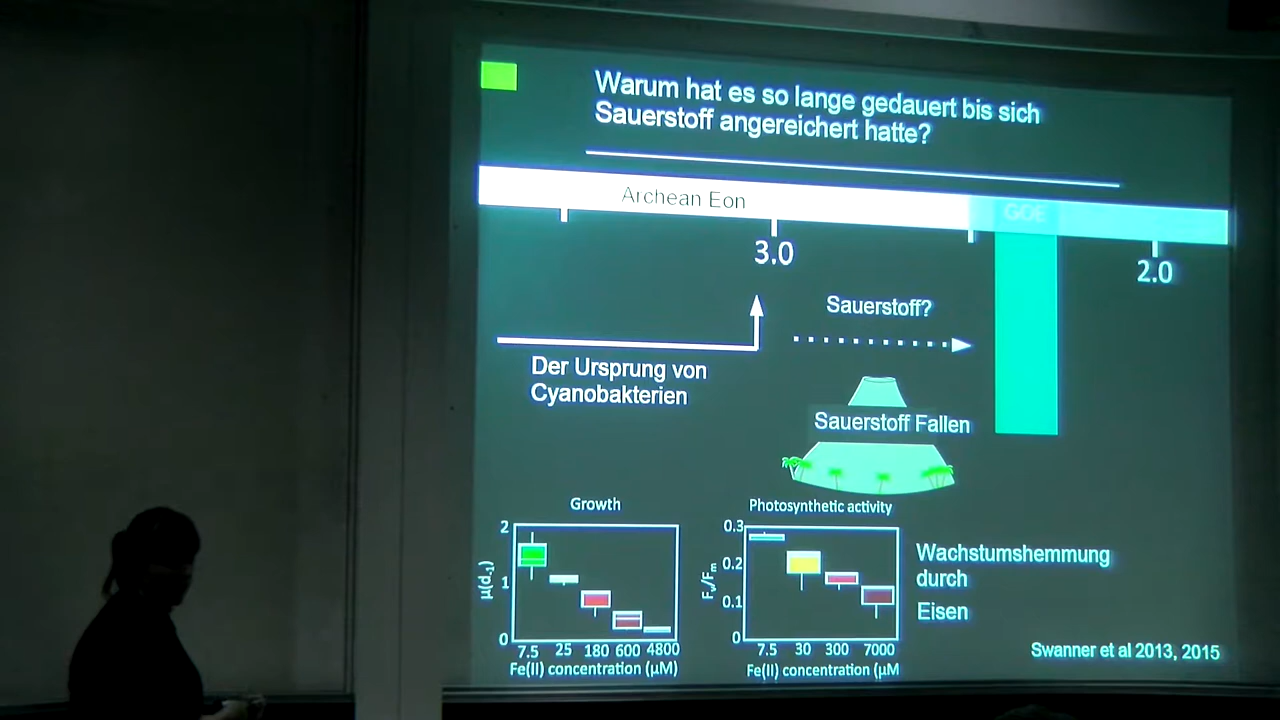 Warum hat es so lange gedauert bis sich
Sauerstoff angereichert hatte?
Archean Eon
GOE
3.0
2.0
Sauerstoff?
Der Ursprung von
Cyanobakterien
Sauerstoff Fallen
Growth
2
1
0
μ(d-1)
7.5 25 180 600 4800
Fe(II) concentration (μM)
Photosynthetic activity
0.3
0.2
0.1
0
Fv/Fm
7.5 30 300 7000
Fe(II) concentration (μM
Wachstumshemmung
durch
Eisen
Swanner et al 2013, 2015